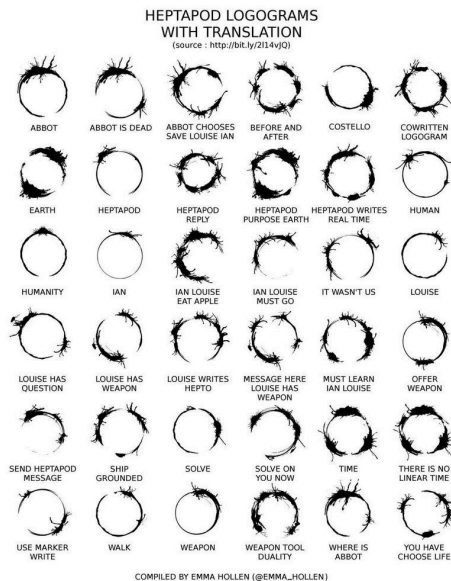 HEPTAPOD LOGOGRAMS
WITH TRANSLATION
(source : http://bit.ly/2l14vJQ)
ABBOT
ABBOT IS DEAD
ABBOT CHOOSES
SAVE LOUISE IAN
BEFORE AND
AFTER
COSTELLO
COWRITTEN
LOGOGRAM
EARTH
HEPTAPOD
HEPTAPOD
REPLY
HEPTAPOD
PURPOSE EARTH
HEPTAPOD WRITES
REAL TIME
HUMAN
HUMANITY
IAN
IAN LOUISE
EAT APPLE
IAN LOUISE
MUST GO
IT WASN'T US
LOUISE
LOUISE HAS
QUESTION
LOUISE HAS
WEAPON
LOUISE WRITES
HEPTO
MESSAGE HERE
LOUISE HAS
WEAPON
MUST LEARN
IAN LOUISE
OFFER
WEAPON
SEND HEPTAPOD
MESSAGE
SHIP
GROUNDED
SOLVE
SOLVE ON
YOU NOW
TIME
THERE IS NO
LINEAR TIME
USE MARKER
WRITE
WALK
WEAPON
WEAPON TOOL
DUALITY
WHERE IS
ABBOT
YOU HAVE
CHOOSE LIFE
COMPILED BY EMMA HOLLEN (@EMMA_HOLLEN)